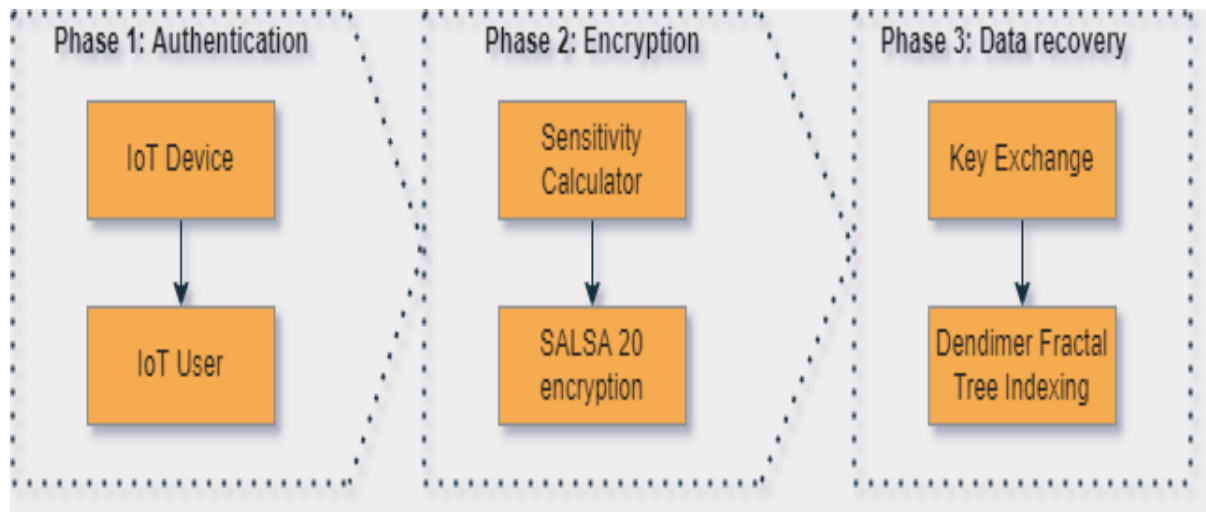 Phase 1: Authentication
IoT Device
IoT User
Phase 2: Encryption
Sensitivity
Calculator
SALSA 20
encryption
Phase 3: Data recovery
Key Exchange
Dendimer Fractal
Tree Indexing